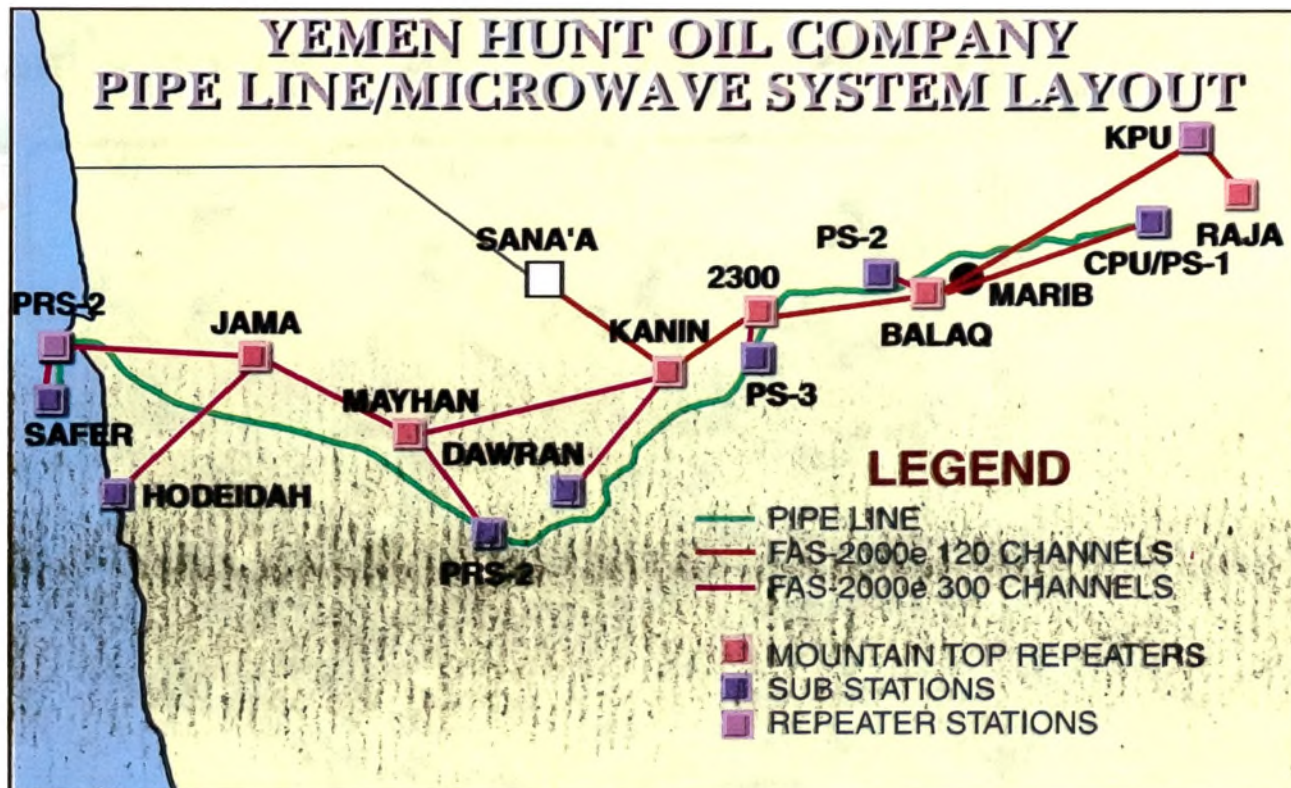 YEMEN HUNT OIL COMPANY
PIPE LINE/MICROWAVE SYSTEM LAYOUT
KPU
RAJA
SANA'A
PS-2
CPU/PS-1
2300
MARIB
PRS-2
JAMA
KANIN
BALAQ
PS-3
MAYHAN
SAFER
DAWRAN
HODEIDAH
PRS-2
LEGEND
PIPE LINE
FAS-2000e 120 CHANNELS
FAS-2000e 300 CHANNELS
MOUNTAIN TOP REPEATERS
SUB STATIONS
REPEATER STATIONS